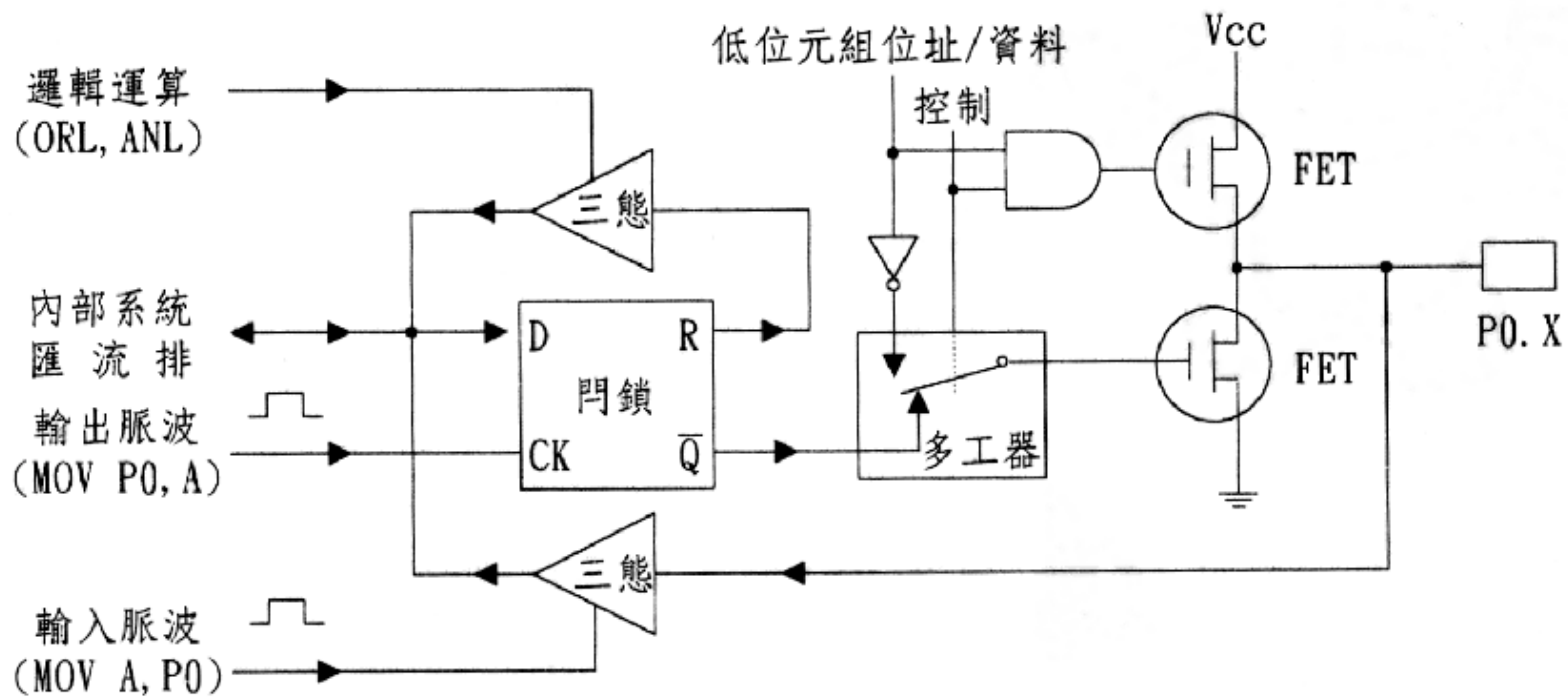 低位元組位址/資料
Vcc
控制
邏輯運算
(ORL, ANL)
三態
FET
內部系統
匯流排
D
R
閂鎖
CK
Q̅
多工器
FET
P0.X
輸出脈波
(MOV P0, A)
三態
輸入脈波
(MOV A, P0)